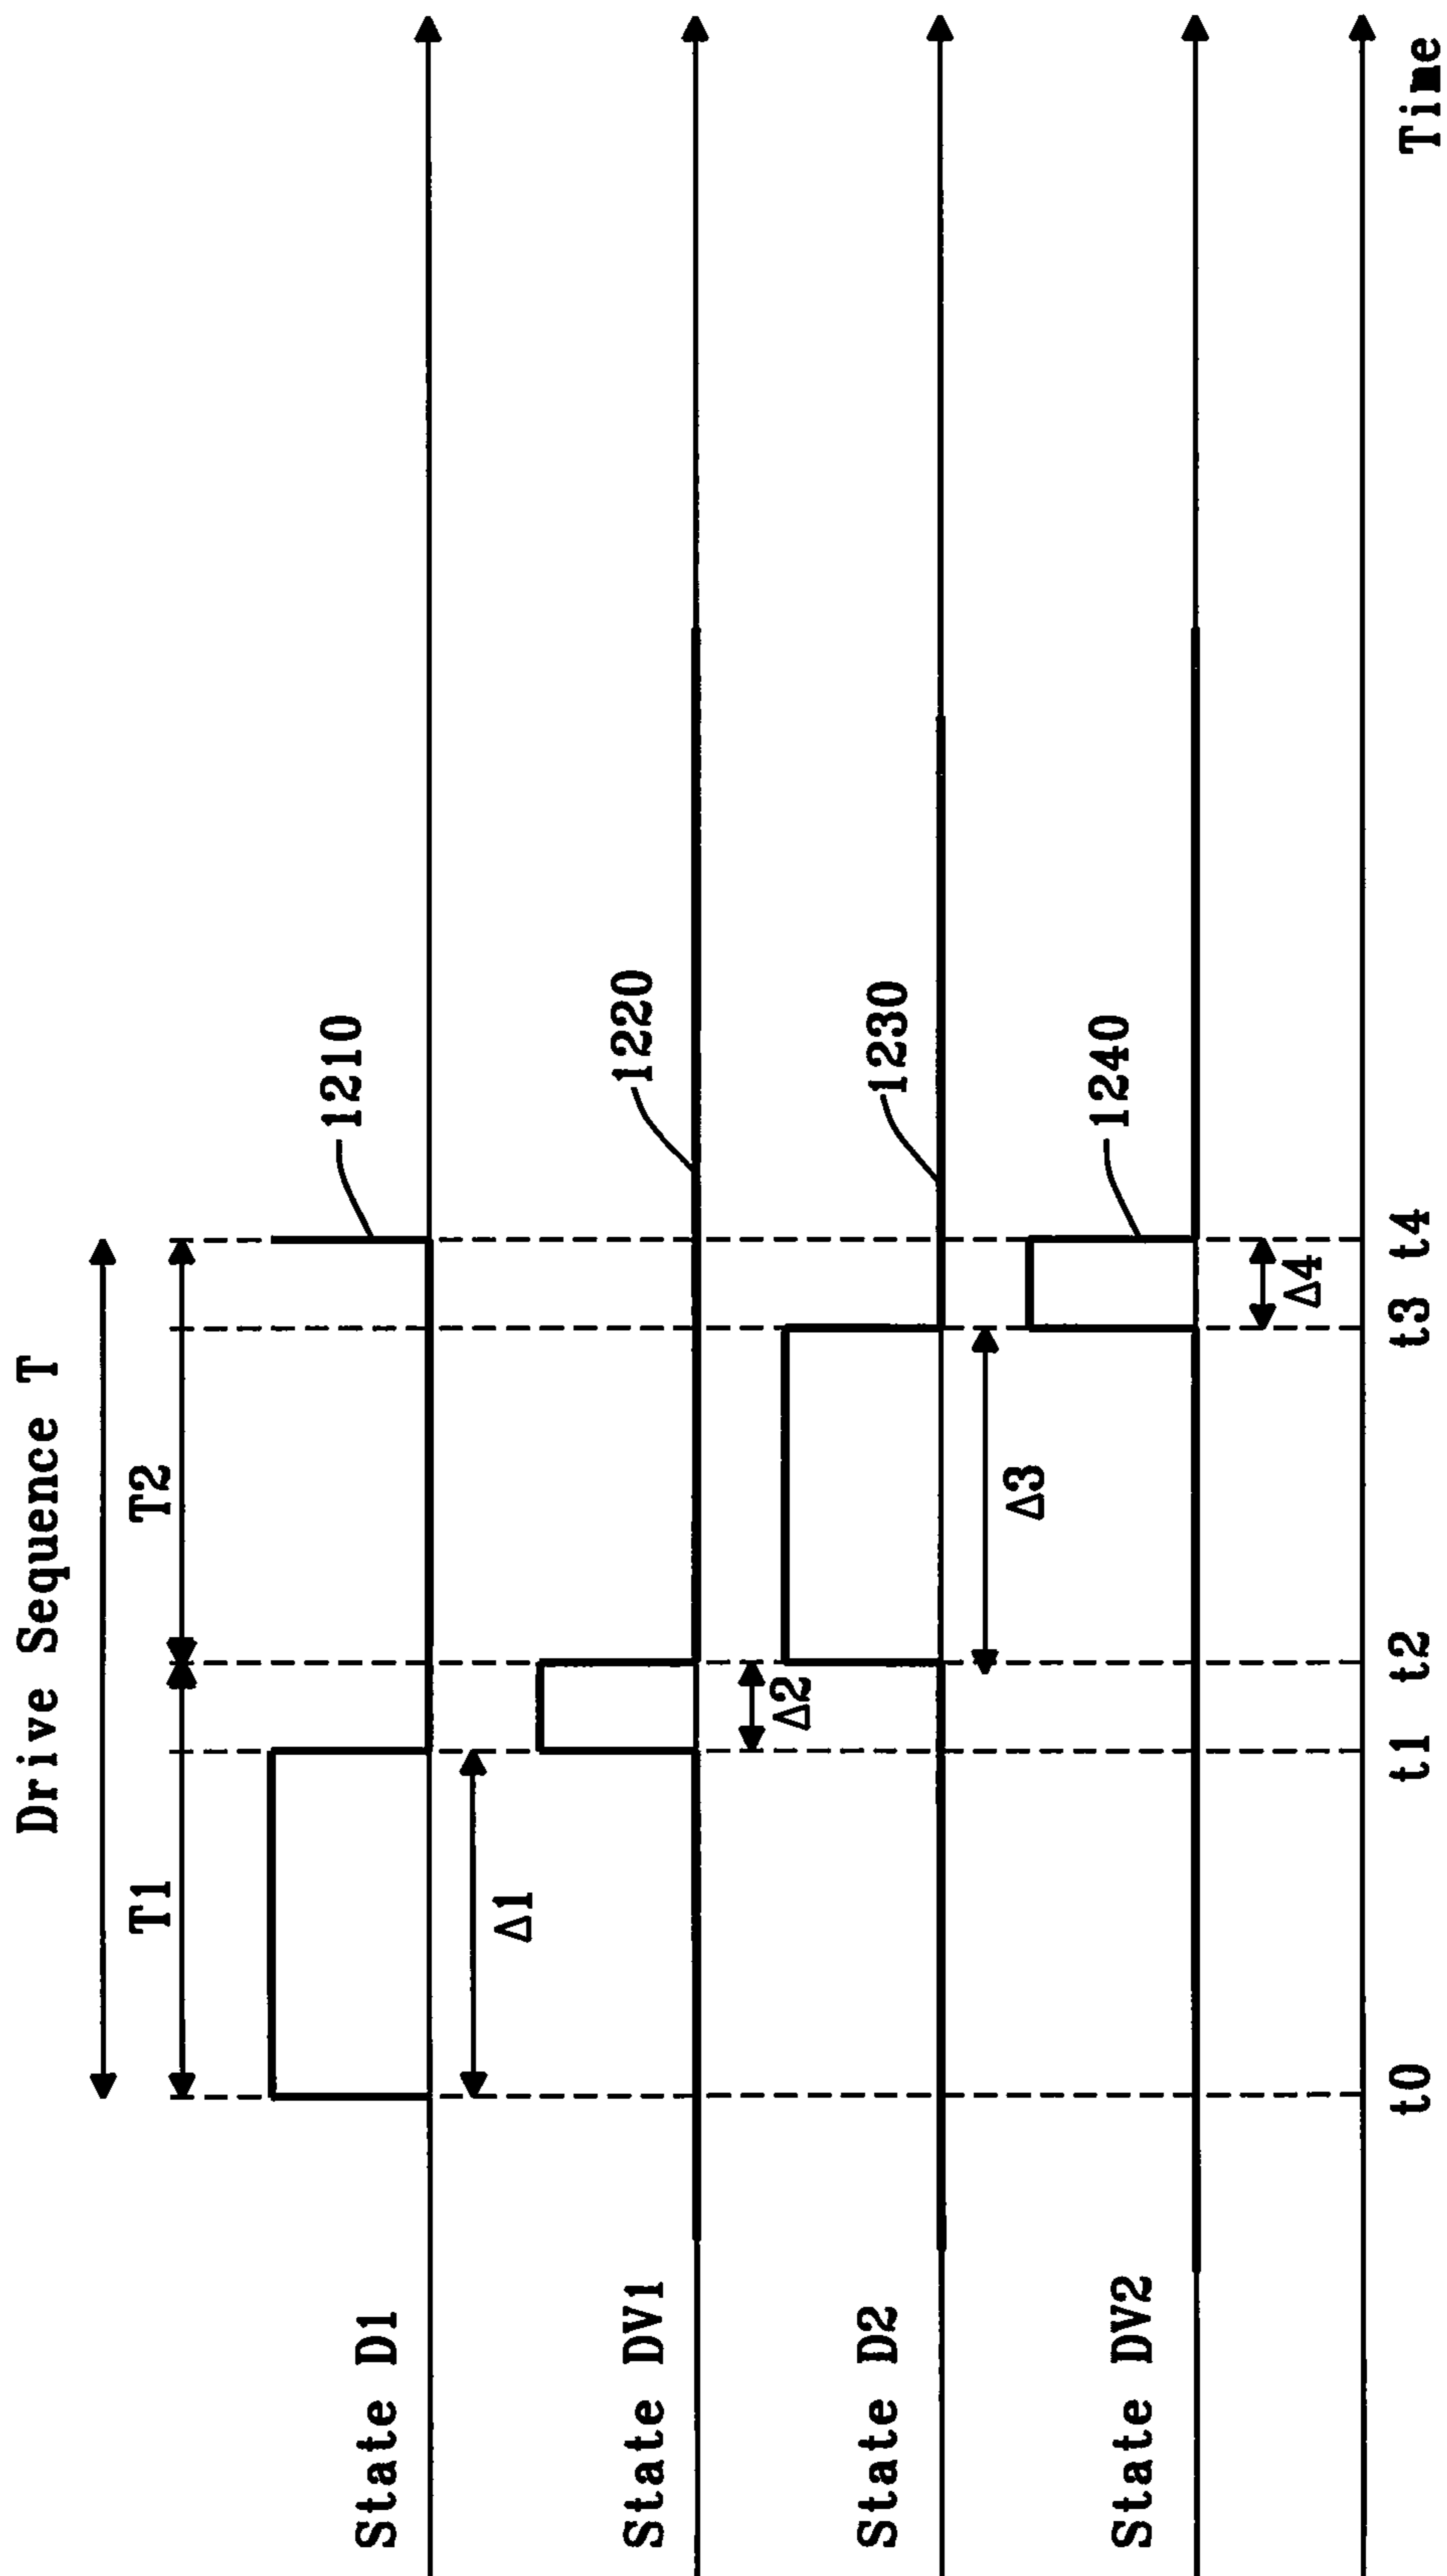 Drive Sequence T
T1
T2
State D1
1210
Δ1
State DV1
1220
Δ2
State D2
1230
Δ3
State DV2
1240
Δ4
t0
t1
t2
t3
t4
Time